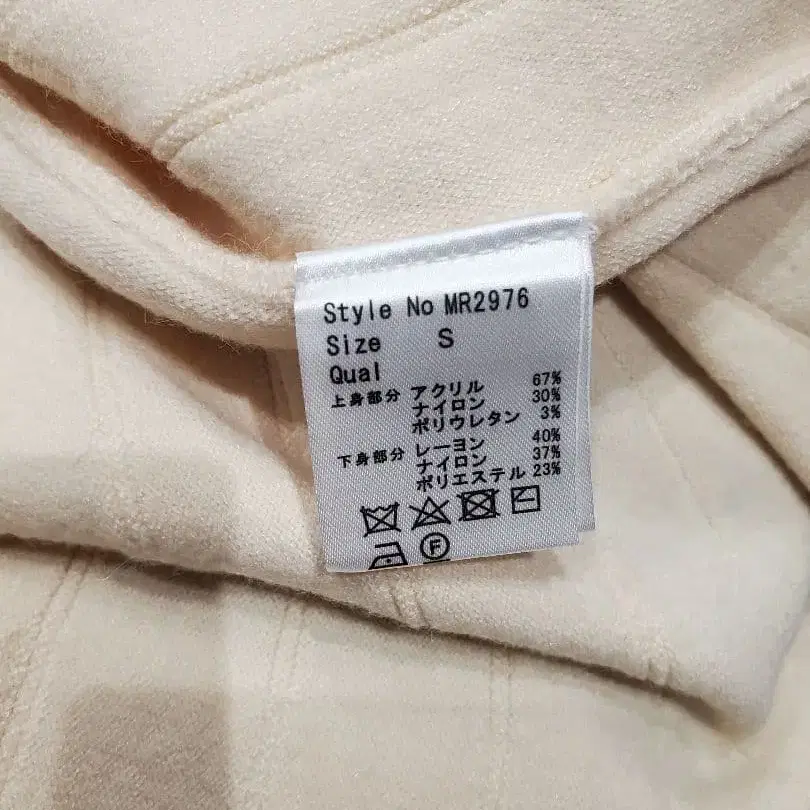 Style No MR2976
Size S
Qual
上身部分 アクリル 67%
ナイロン 30%
ポリウレタン 3%
下身部分 レーヨン 40%
ナイロン 37%
ポリエステル 23%
F